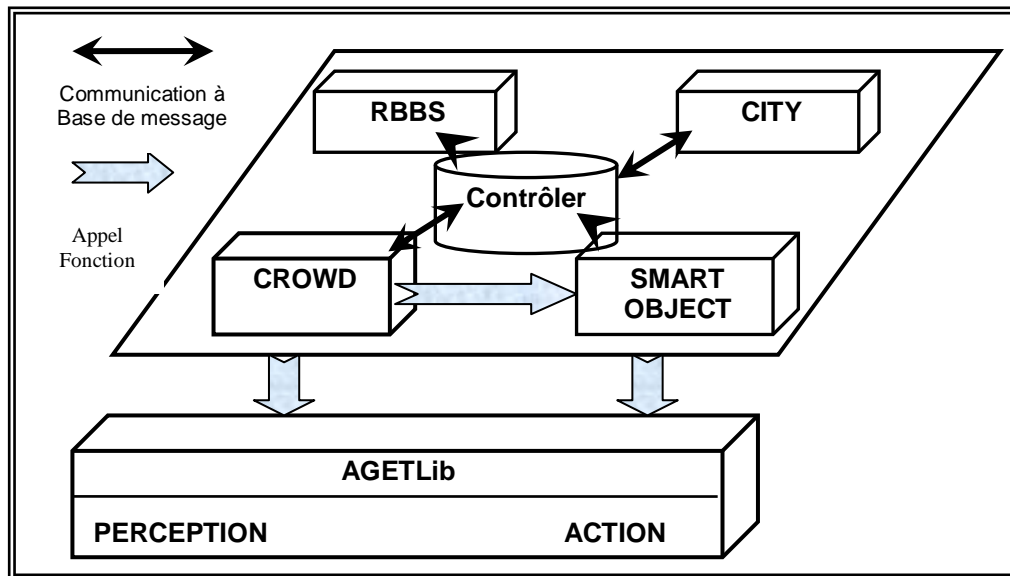 Communication à
Base de message
Appel
Fonction
RBBS
CITY
Contrôler
CROWD
SMART
OBJECT
AGETLib
PERCEPTION
ACTION